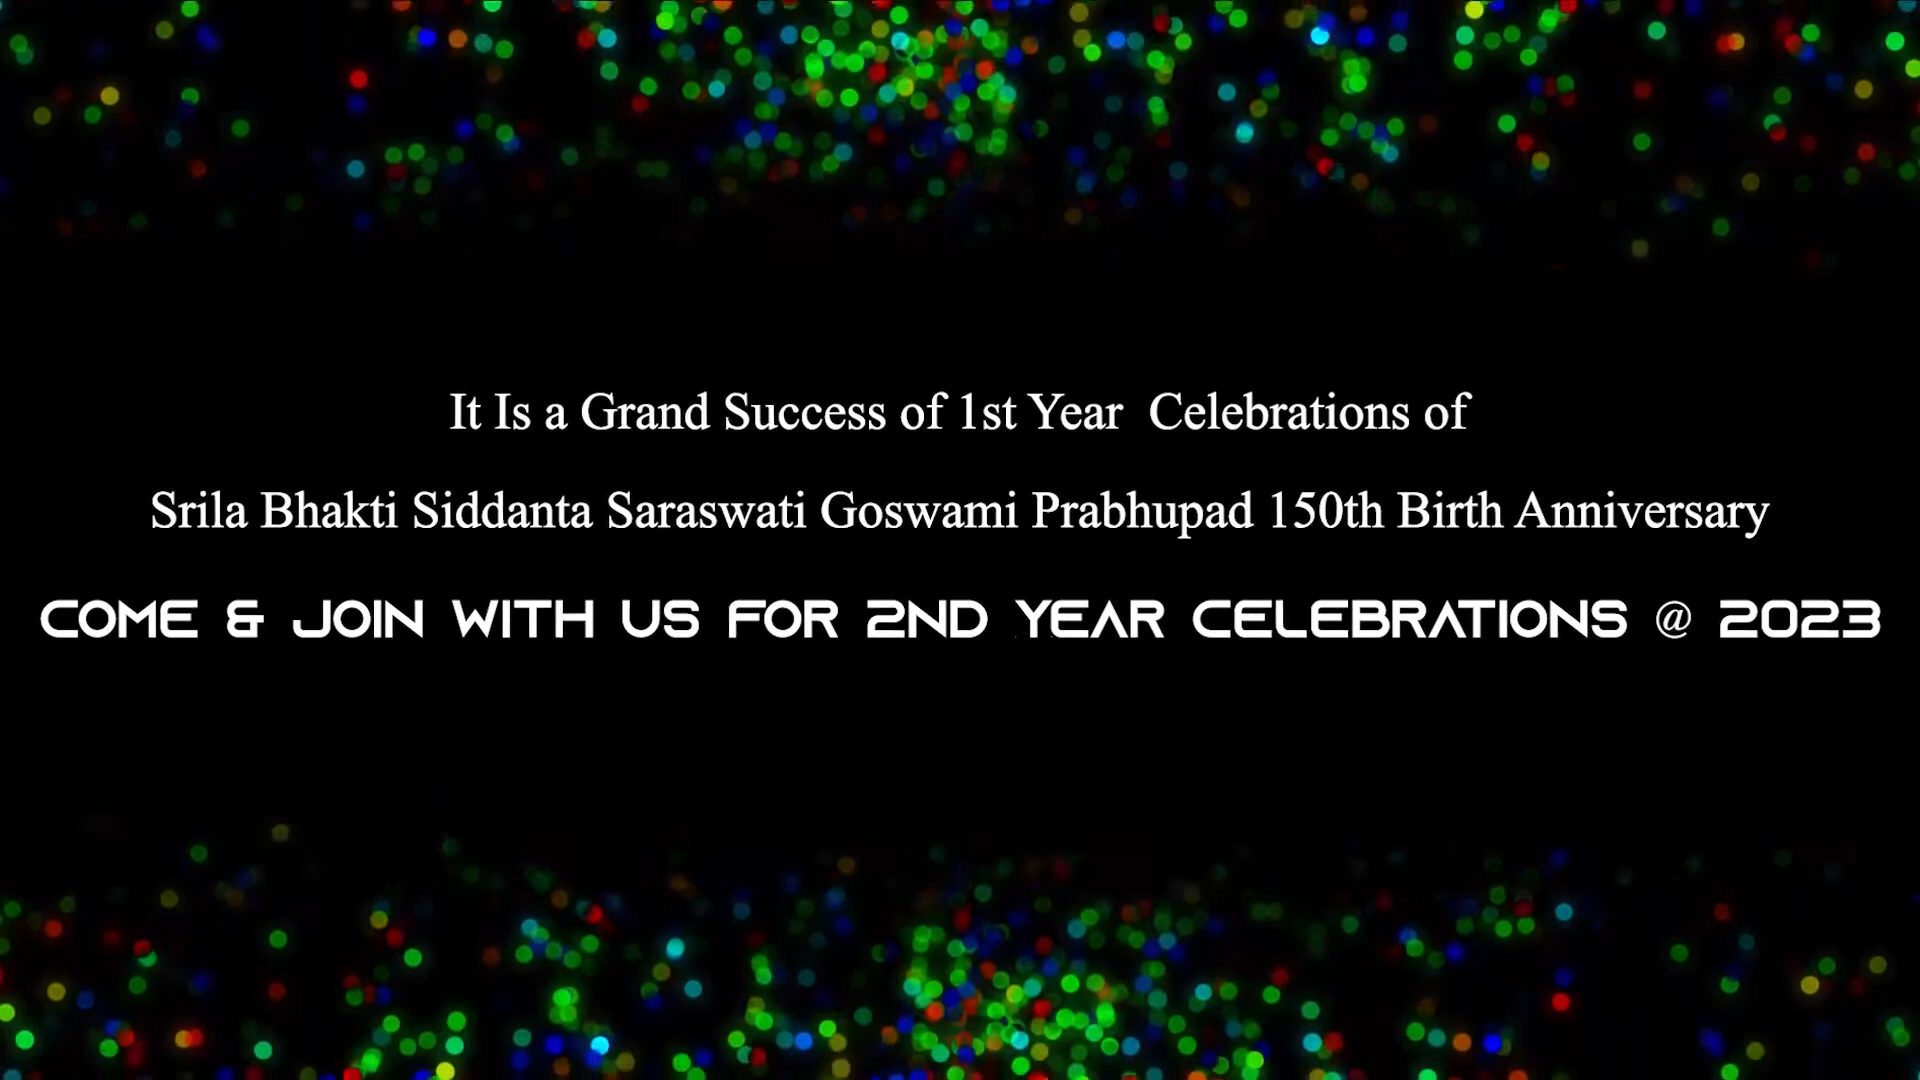 It Is a Grand Success of 1st Year  Celebrations of
Srila Bhakti Siddanta Saraswati Goswami Prabhupad 150th Birth Anniversary
COME & JOIN WITH US FOR 2ND YEAR CELEBRATIONS @ 2023